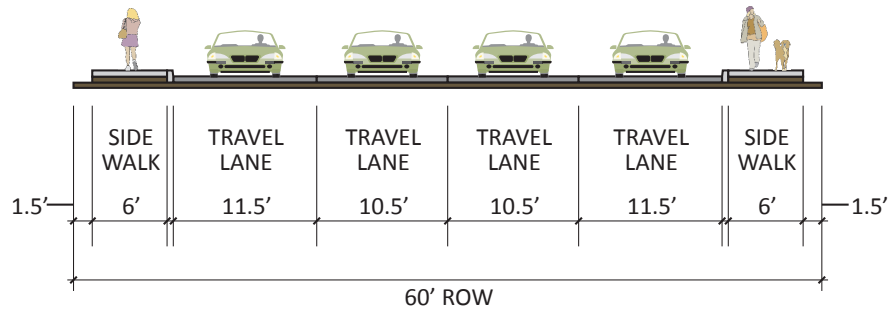 SIDE WALK
TRAVEL LANE
TRAVEL LANE
TRAVEL LANE
TRAVEL LANE
SIDE WALK
1.5’ 6’ 11.5’ 10.5’ 10.5’ 11.5’ 6’ 1.5’
60’ ROW